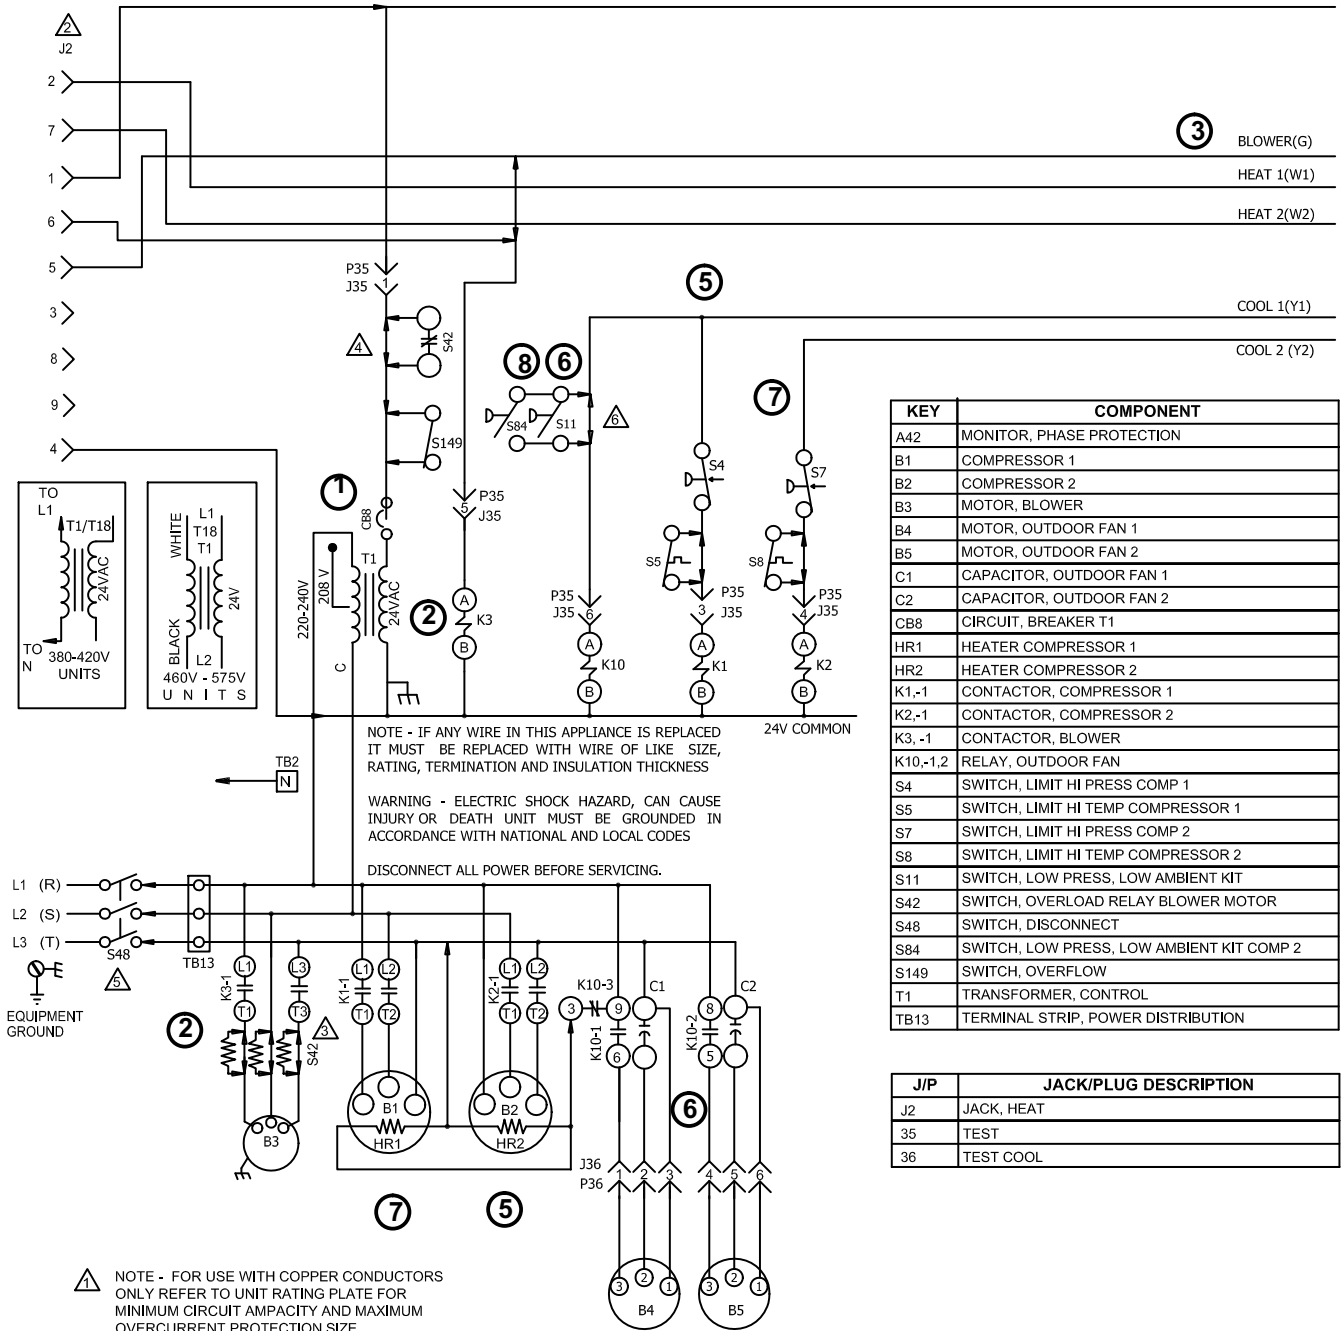 2
J2
2
7
1
6
5
3
8
9
4
3
BLOWER(G)
HEAT 1(W1)
HEAT 2(W2)
P35
J35
1
5
COOL 1(Y1)
COOL 2 (Y2)
4
S42
8
6
7
S84
S11
6
S149
S4
S7
1
CB8
P35
5
J35
S5
S8
TO
L1
T1/T18
24VAC
TO
N
380-420V
UNITS
WHITE
BLACK
L1
T18
T1
24V
L2
460V - 575V
U N I T S
220-240V
208 V
C
T1
24VAC
2
A
K3
B
P35
J35
6
A
K10
B
P35
3
J35
A
K1
B
P35
4
J35
A
K2
B
24V COMMON
NOTE - IF ANY WIRE IN THIS APPLIANCE IS REPLACED
IT MUST BE REPLACED WITH WIRE OF LIKE SIZE,
RATING, TERMINATION AND INSULATION THICKNESS
WARNING - ELECTRIC SHOCK HAZARD, CAN CAUSE
INJURY OR DEATH UNIT MUST BE GROUNDED IN
ACCORDANCE WITH NATIONAL AND LOCAL CODES
DISCONNECT ALL POWER BEFORE SERVICING.
TB2
N
KEY COMPONENT
A42 MONITOR, PHASE PROTECTION
B1 COMPRESSOR 1
B2 COMPRESSOR 2
B3 MOTOR, BLOWER
B4 MOTOR, OUTDOOR FAN 1
B5 MOTOR, OUTDOOR FAN 2
C1 CAPACITOR, OUTDOOR FAN 1
C2 CAPACITOR, OUTDOOR FAN 2
CB8 CIRCUIT, BREAKER T1
HR1 HEATER COMPRESSOR 1
HR2 HEATER COMPRESSOR 2
K1,-1 CONTACTOR, COMPRESSOR 1
K2,-1 CONTACTOR, COMPRESSOR 2
K3, -1 CONTACTOR, BLOWER
K10,-1,2 RELAY, OUTDOOR FAN
S4 SWITCH, LIMIT HI PRESS COMP 1
S5 SWITCH, LIMIT HI TEMP COMPRESSOR 1
S7 SWITCH, LIMIT HI PRESS COMP 2
S8 SWITCH, LIMIT HI TEMP COMPRESSOR 2
S11 SWITCH, LOW PRESS, LOW AMBIENT KIT
S42 SWITCH, OVERLOAD RELAY BLOWER MOTOR
S48 SWITCH, DISCONNECT
S84 SWITCH, LOW PRESS, LOW AMBIENT KIT COMP 2
S149 SWITCH, OVERFLOW
T1 TRANSFORMER, CONTROL
TB13 TERMINAL STRIP, POWER DISTRIBUTION
L1 (R)
L2 (S)
L3 (T)
S48
5
TB13
EQUIPMENT
GROUND
K3-1
L1
T1
L3
T3
2
S42
3
K1-1
L1
L2
T1
T2
K2-1
L1
L2
T1
T2
K10-3
3
9
K10-1
6
C1
8
K10-2
5
C2
B3
B1
HR1
B2
HR2
6
7
5
J36
P36
1
2
3
4
5
6
3
2
1
B4
3
2
1
B5
J/P JACK/PLUG DESCRIPTION
J2 JACK, HEAT
35 TEST
36 TEST COOL
1
NOTE - FOR USE WITH COPPER CONDUCTORS
ONLY REFER TO UNIT RATING PLATE FOR
MINIMUM CIRCUIT AMPACITY AND MAXIMUM
OVERCURRENT PROTECTION SIZE